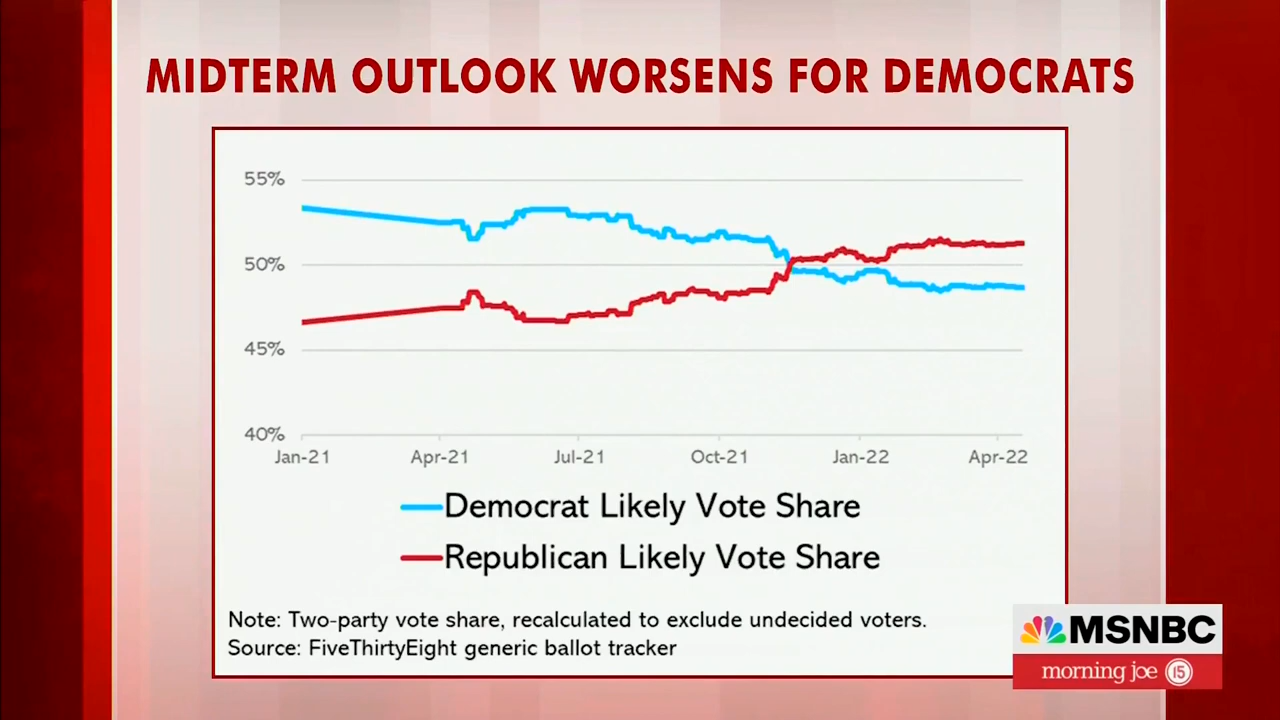 MIDTERM OUTLOOK WORSENS FOR DEMOCRATS
55%
50%
45%
40%
Jan-21 Apr-21 Jul-21 Oct-21 Jan-22 Apr-22
Democrat Likely Vote Share
Republican Likely Vote Share
Note: Two-party vote share, recalculated to exclude undecided voters.
Source: FiveThirtyEight generic ballot tracker
MSNBC
morning joe 15